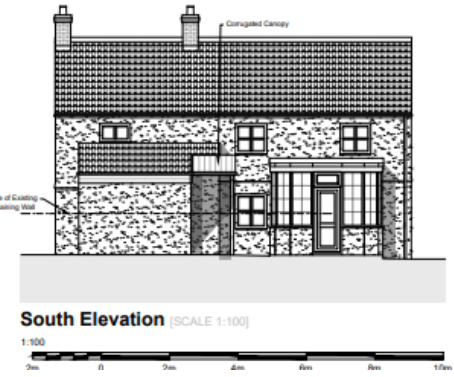 Corrugated Canopy
of Existing
aining Wall
South Elevation [SCALE 1:100]
1:100
2m 0 2m 4m 6m 8m 10m